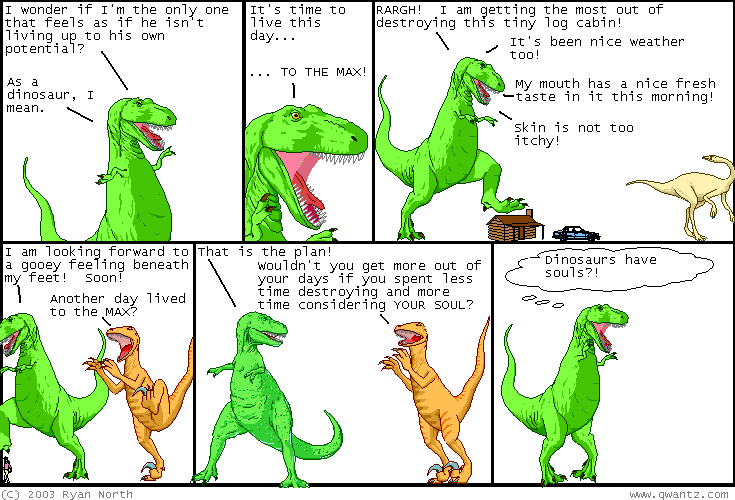 I wonder if I'm the only one
that feels as if he isn't
living up to his own
potential?
As a
dinosaur, I
mean.
It's time to
live this
day...
... TO THE MAX!
RARGH!  I am getting the most out of
destroying this tiny log cabin!
It's been nice weather
too!
My mouth has a nice fresh
taste in it this morning!
Skin is not too
itchy!
I am looking forward to
a gooey feeling beneath
my feet!  Soon!
Another day lived
to the MAX?
That is the plan!
Wouldn't you get more out of
your days if you spent less
time destroying and more
time considering YOUR SOUL?
Dinosaurs have
souls?!
(C) 2003 Ryan North
www.qwantz.com